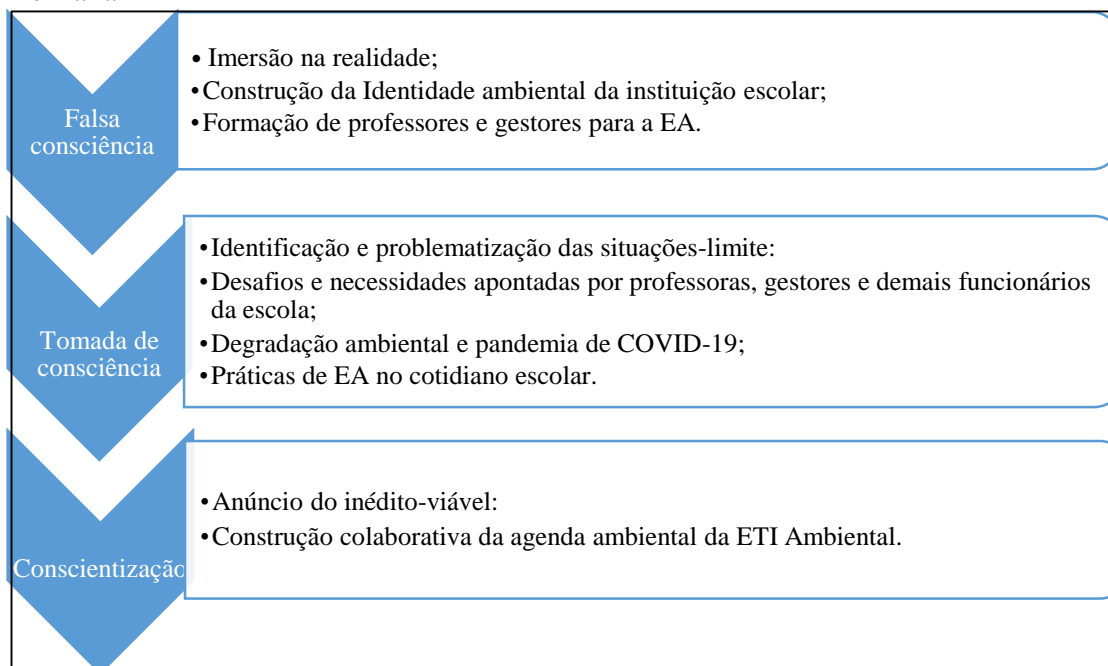 Falsa
consciência
• Imersão na realidade;
•Construção da Identidade ambiental da instituição escolar;
•Formação de professores e gestores para a EA.
Tomada de
consciência
•Identificação e problematização das situações-limite:
•Desafios e necessidades apontadas por professoras, gestores e demais funcionários
da escola;
•Degradação ambiental e pandemia de COVID-19;
•Práticas de EA no cotidiano escolar.
Conscientização
•Anúncio do inédito-viável:
•Construção colaborativa da agenda ambiental da ETI Ambiental.